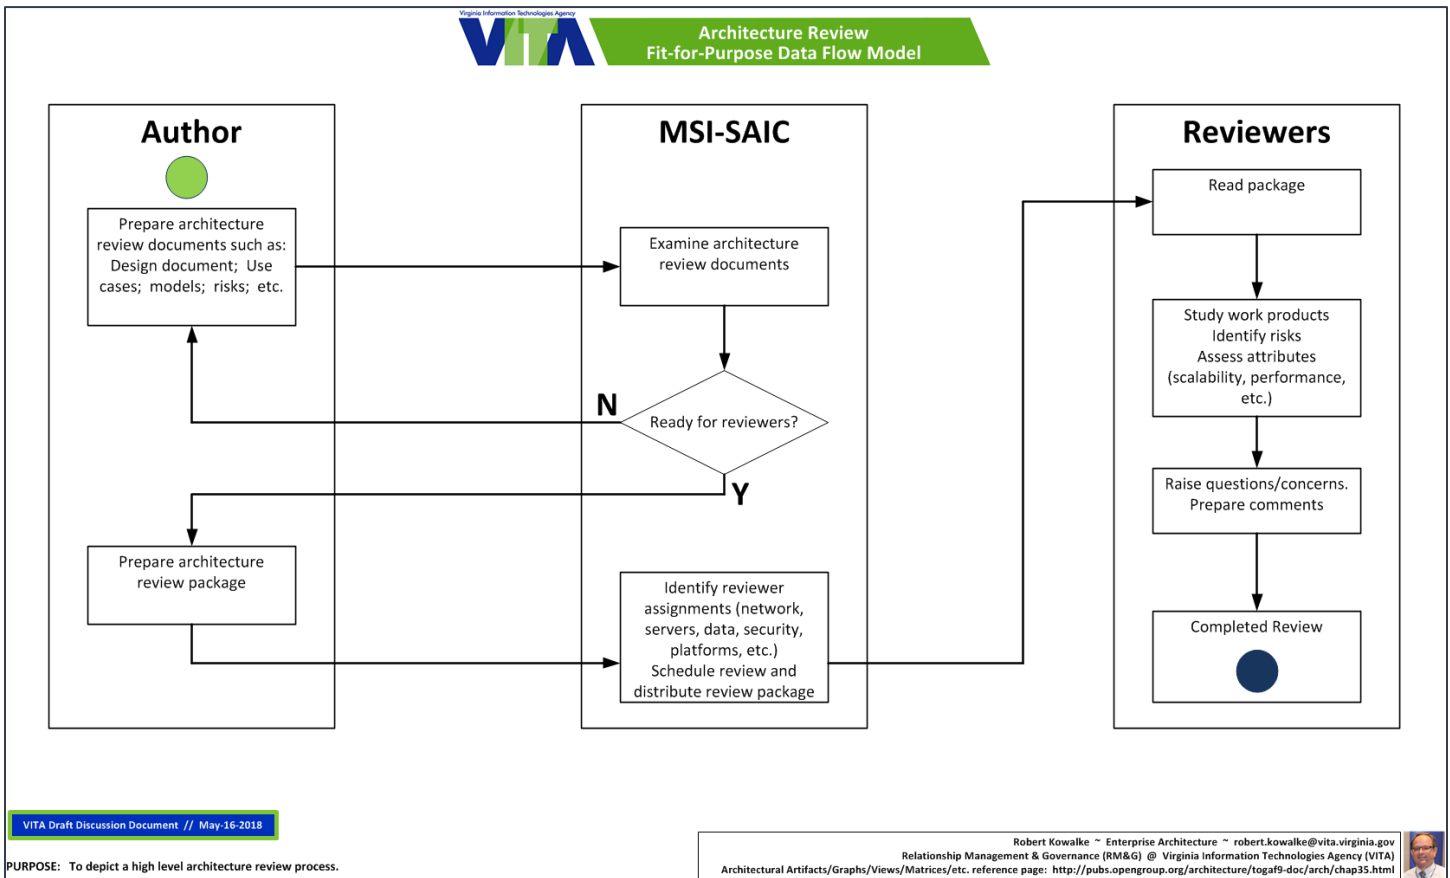 Virginia Information Technologies Agency
VITA
Architecture Review
Fit-for-Purpose Data Flow Model
Author
Prepare architecture
review documents such as:
Design document; Use
cases; models; risks; etc.
Prepare architecture
review package
MSI-SAIC
Examine architecture
review documents
Ready for reviewers?
N
Y
Identify reviewer
assignments (network,
servers, data, security,
platforms, etc.)
Schedule review and
distribute review package
Reviewers
Read package
Study work products
Identify risks
Assess attributes
(scalability, performance,
etc.)
Raise questions/concerns.
Prepare comments
Completed Review
VITA Draft Discussion Document // May-16-2018
PURPOSE: To depict a high level architecture review process.
Robert Kowalke ~ Enterprise Architecture ~ robert.kowalke@vita.virginia.gov
Relationship Management & Governance (RM&G) @ Virginia Information Technologies Agency (VITA)
Architectural Artifacts/Graphs/Views/Matrices/etc. reference page: http://pubs.opengroup.org/architecture/togaf9-doc/arch/chap35.html